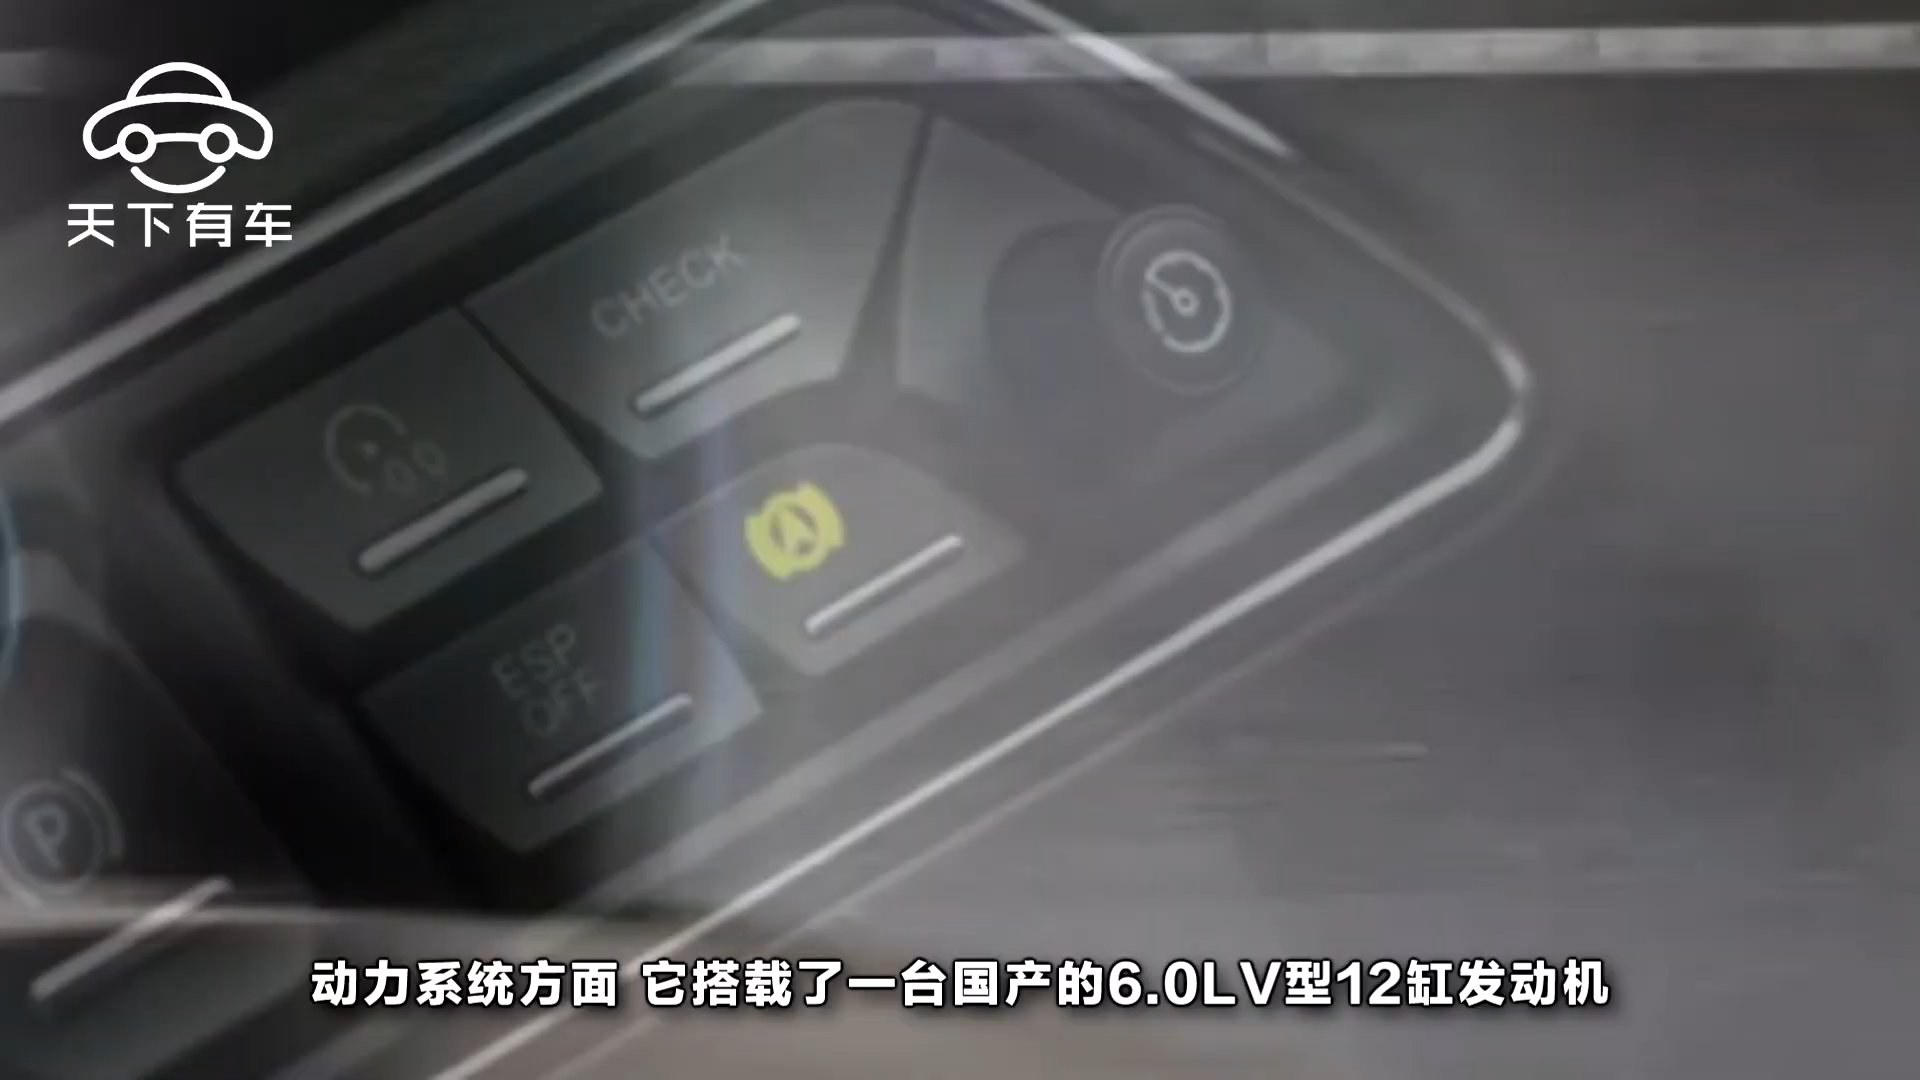 天下有车
CHECK
ESP
OFF
P
动力系统方面 它搭载了一台国产的6.0LV型12缸发动机